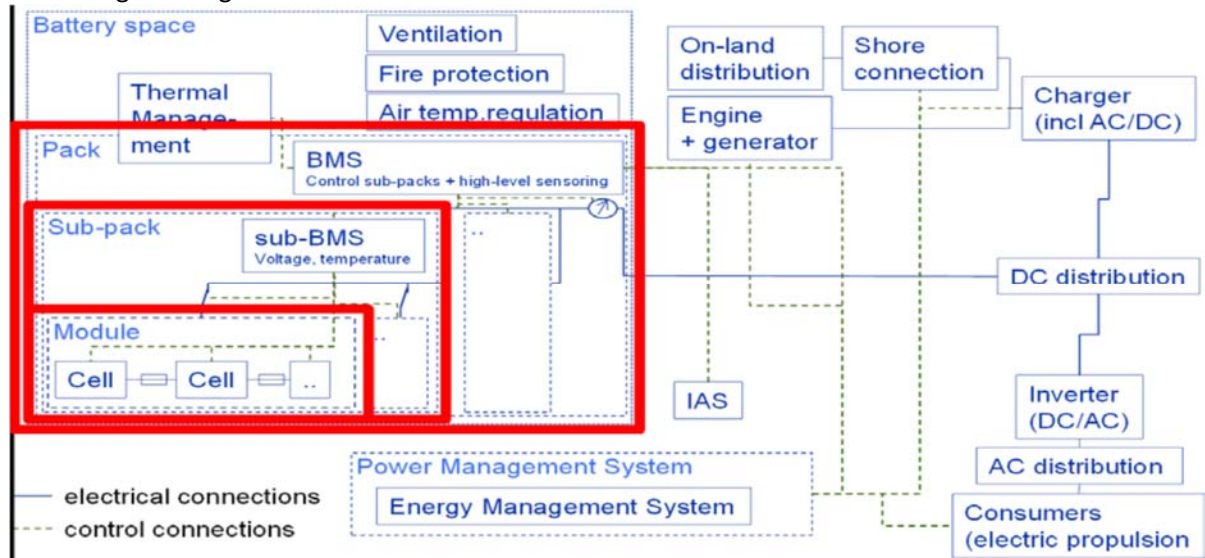 Battery space
Ventilation
Fire protection
Air temp.regulation
Thermal
Manage-
ment
On-land
distribution
Shore
connection
Engine
+ generator
Charger
(incl AC/DC)
Pack
BMS
Control sub-packs + high-level sensoring
Sub-pack
sub-BMS
Voltage, temperature
..
DC distribution
Module
..
Cell
Cell
..
IAS
Inverter
(DC/AC)
Power Management System
Energy Management System
AC distribution
Consumers
(electric propulsion
electrical connections
control connections